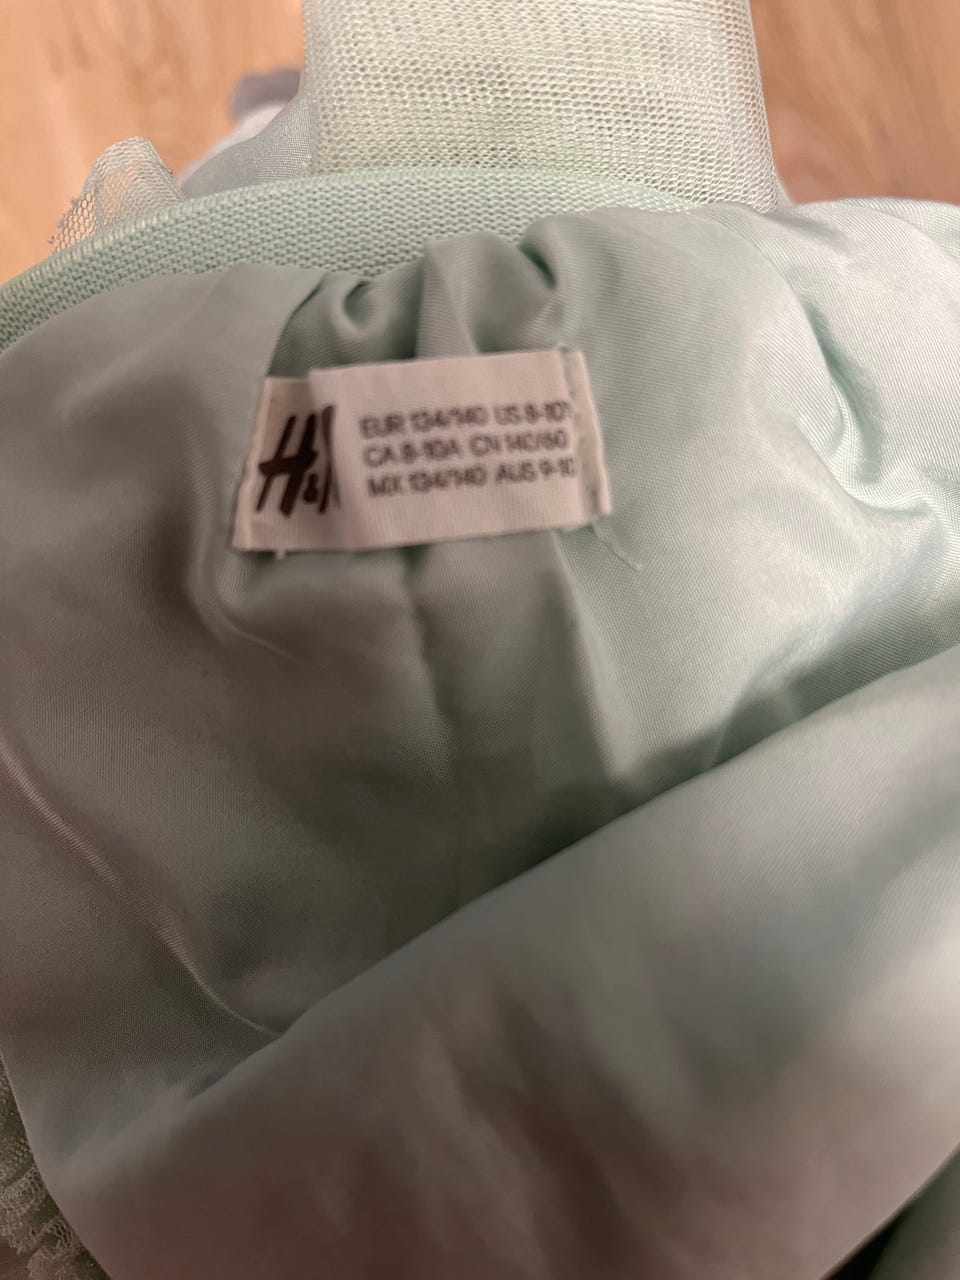 H&M
EUR 134/140 US 8-10Y
CA 8-10A CN 140/60
MX 134/140 AUS 9-10